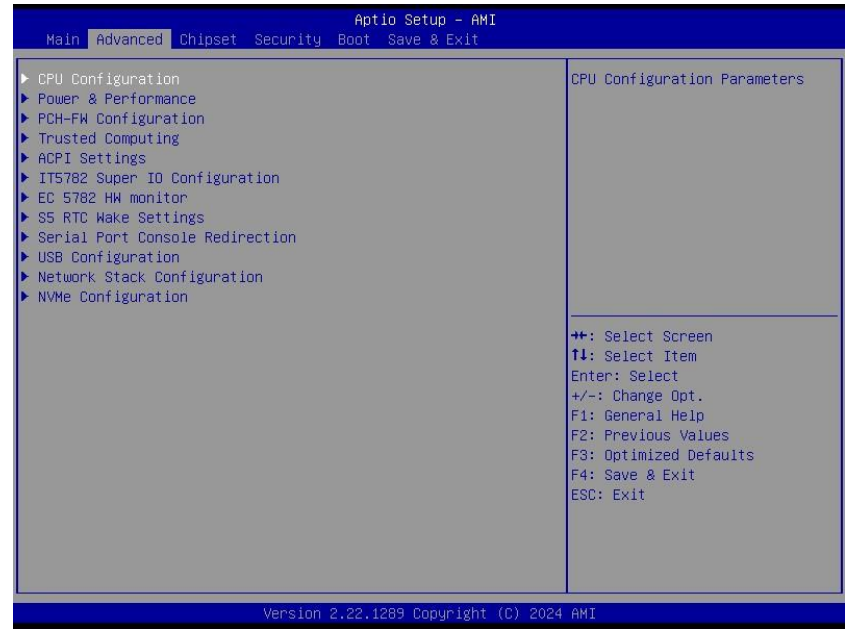 Aptio Setup – AMI
Main Advanced Chipset Security Boot Save & Exit
CPU Configuration
Power & Performance
PCH-FW Configuration
Trusted Computing
ACPI Settings
IT5782 Super IO Configuration
EC 5782 HW monitor
S5 RTC Wake Settings
Serial Port Console Redirection
USB Configuration
Network Stack Configuration
NVMe Configuration
CPU Configuration Parameters
→←: Select Screen
↑↓: Select Item
Enter: Select
+/-: Change Opt.
F1: General Help
F2: Previous Values
F3: Optimized Defaults
F4: Save & Exit
ESC: Exit
Version 2.22.1289 Copyright (C) 2024 AMI